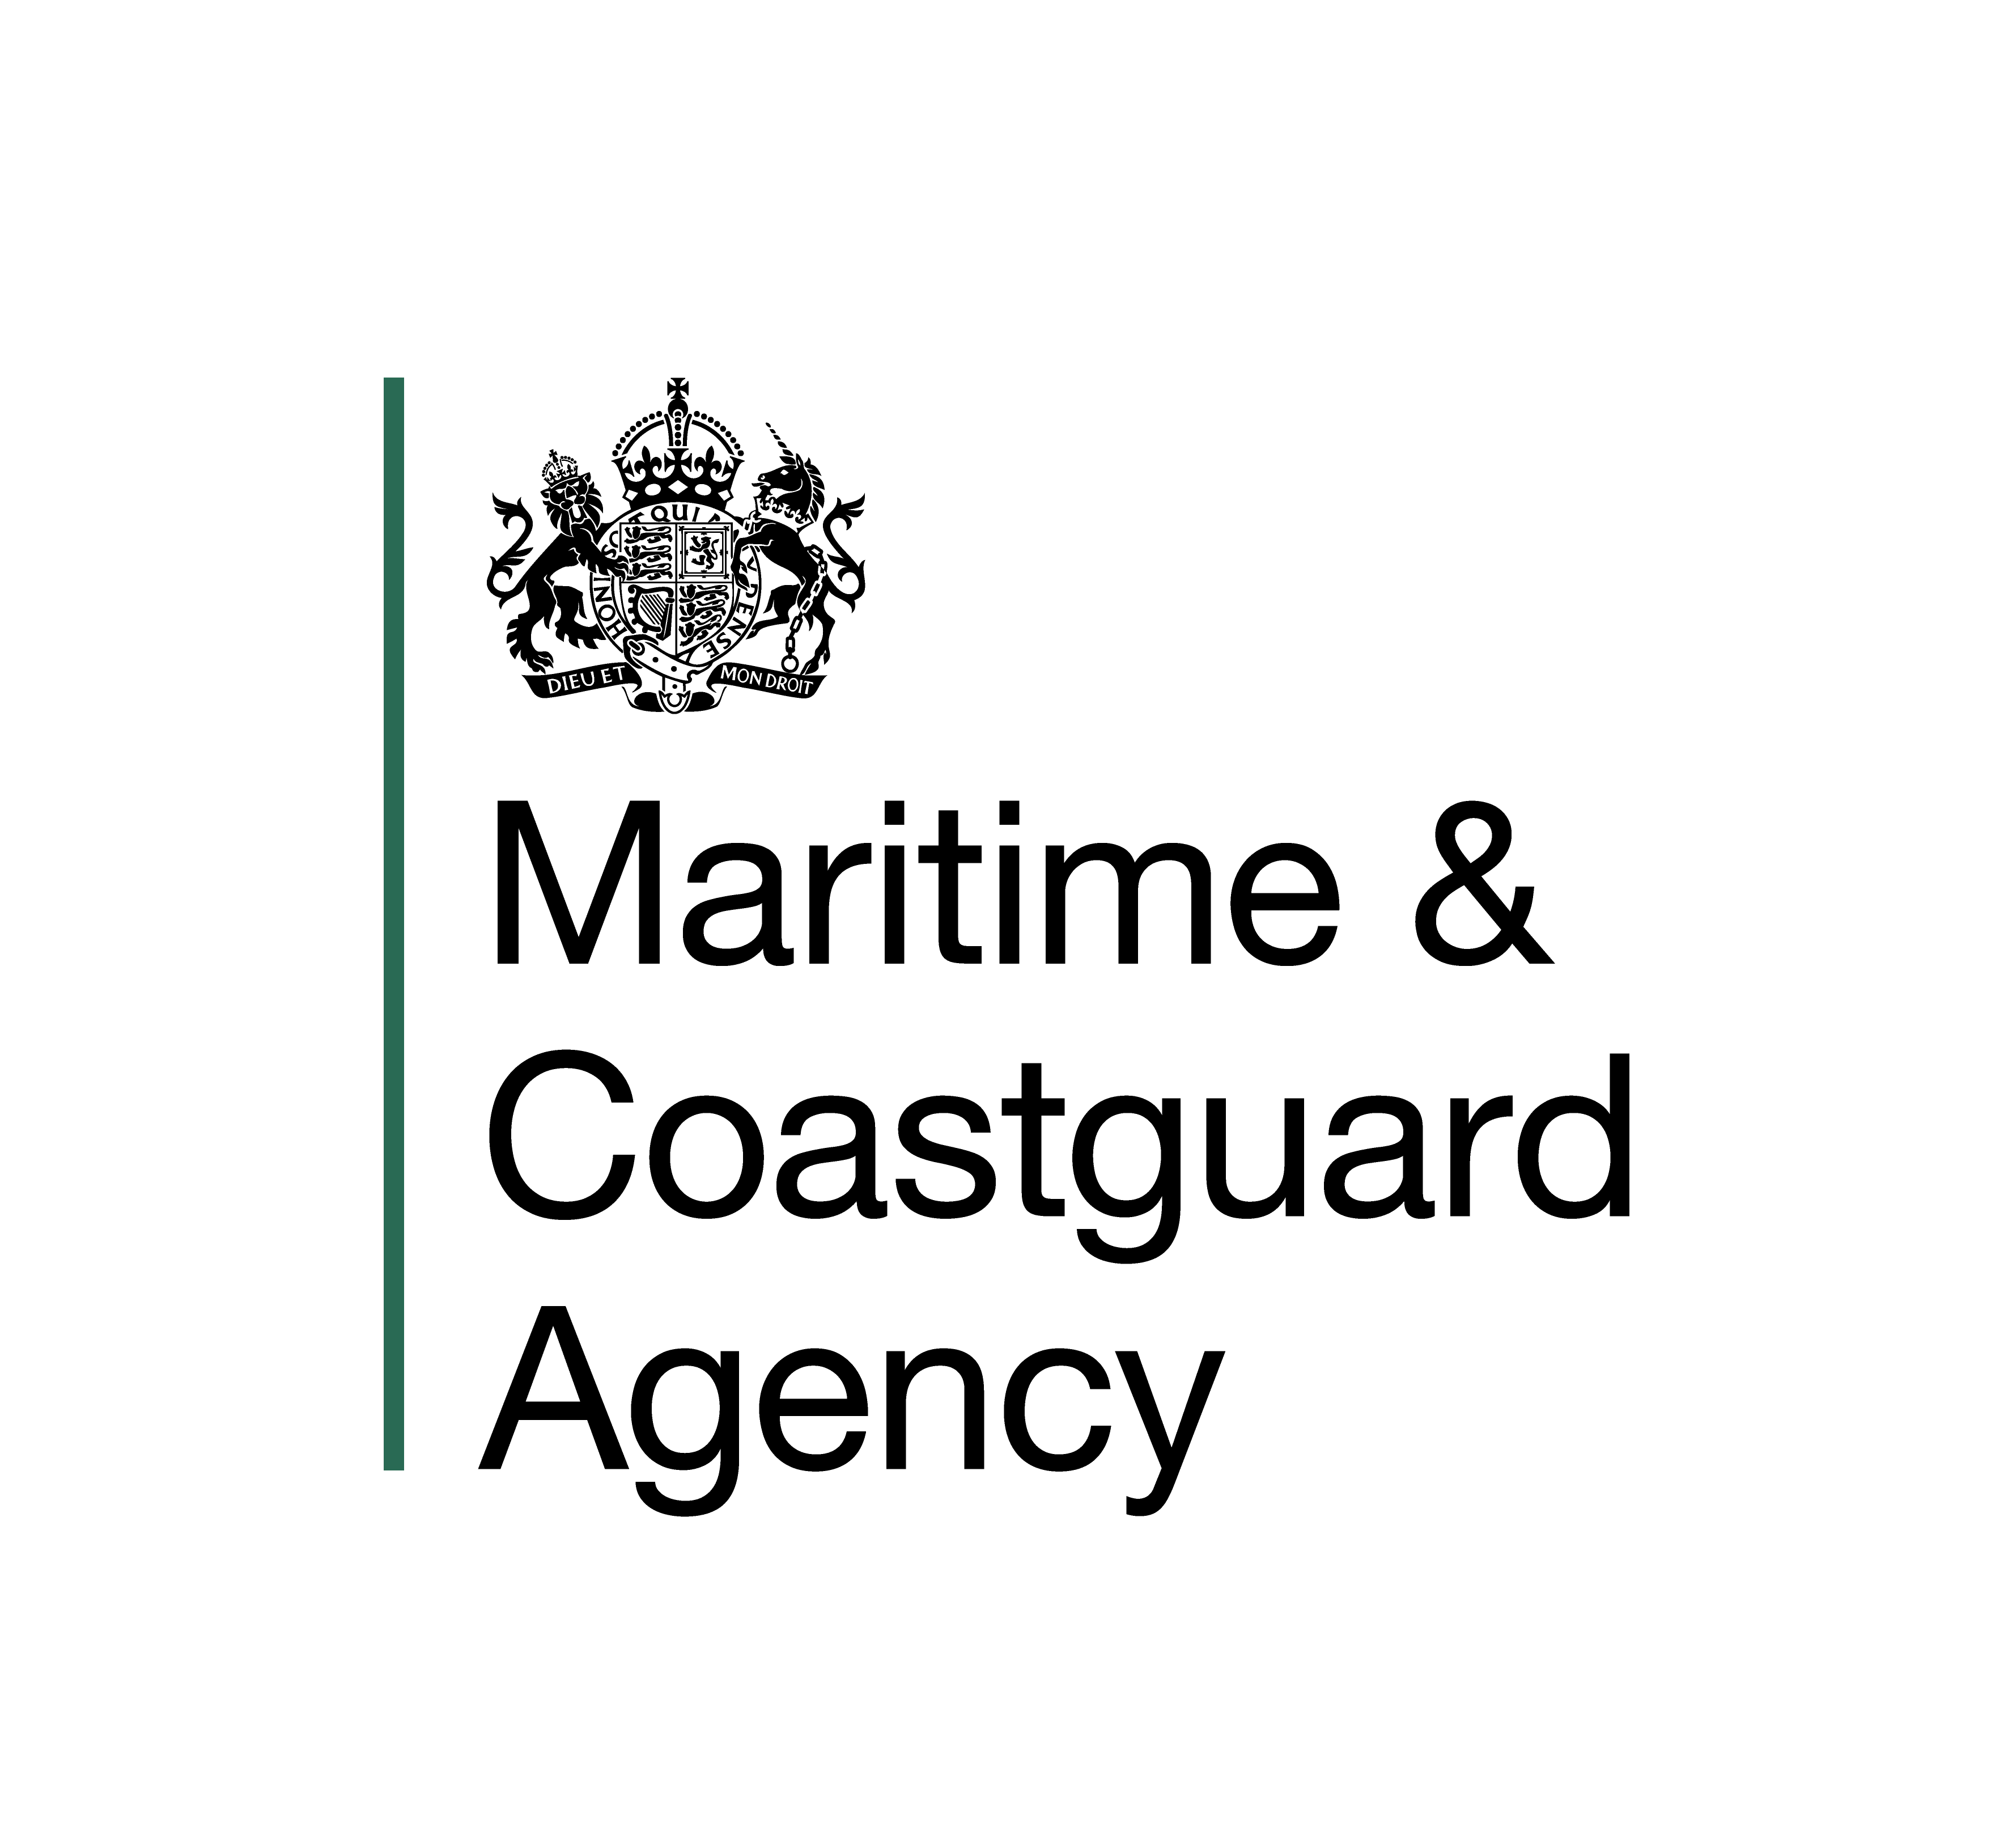 DIEU ET MON DROIT
Maritime &
Coastguard
Agency